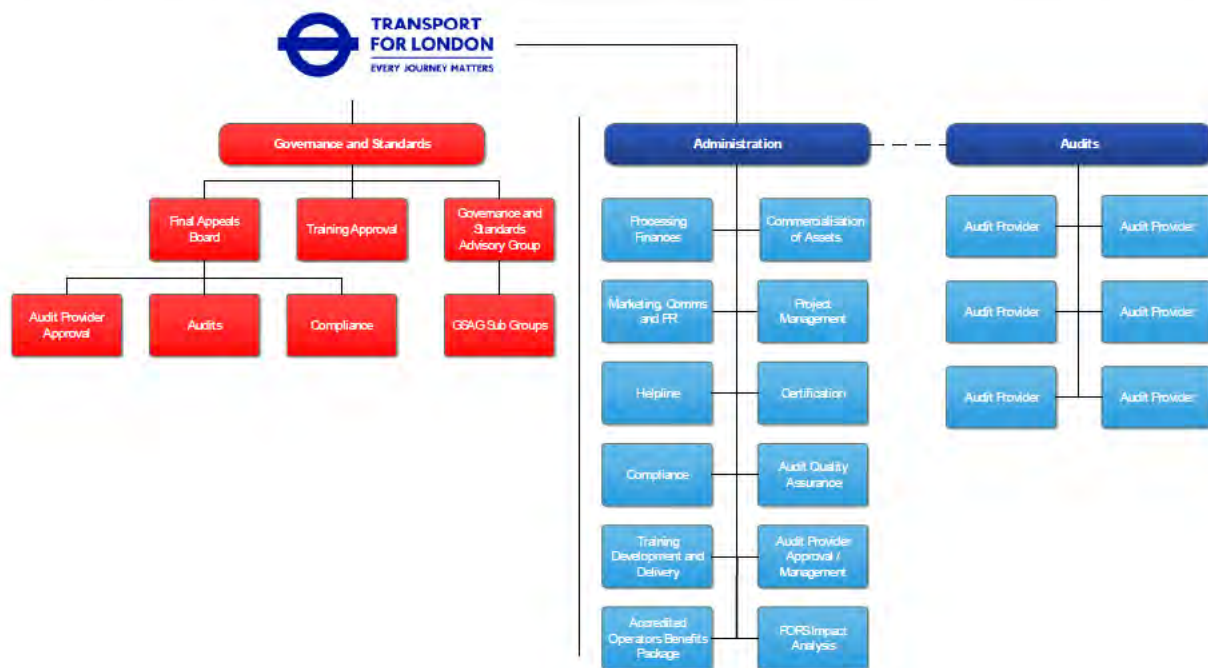 TRANSPORT
FOR LONDON
EVERY JOURNEY MATTERS
Governance and Standards
Administration
Audits
Final Appeals
Board
Training Approval
Governance and
Standards
Advisory Group
Audit Provider
Approval
Audits
Compliance
GSAG Sub Groups
Processing
Finances
Commercialisation
of Assets
Marketing, Comms
and PR
Project
Management
Helpline
Certification
Compliance
Audit Quality
Assurance
Training
Development and
Delivery
Audit Provider
Approval /
Management
Accredited
Operators Benefits
Package
FORS Impact
Analysis
Audit Provider
Audit Provider
Audit Provider
Audit Provider
Audit Provider
Audit Provider